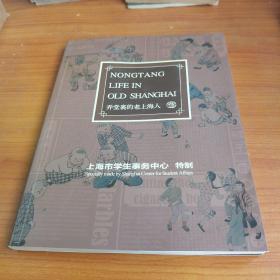 NONGTANG
LIFE IN
OLD SHANGHAI
弄堂里的老上海人
上海市学生事务中心 特制
Specially made by Shanghai Center for Student Affairs